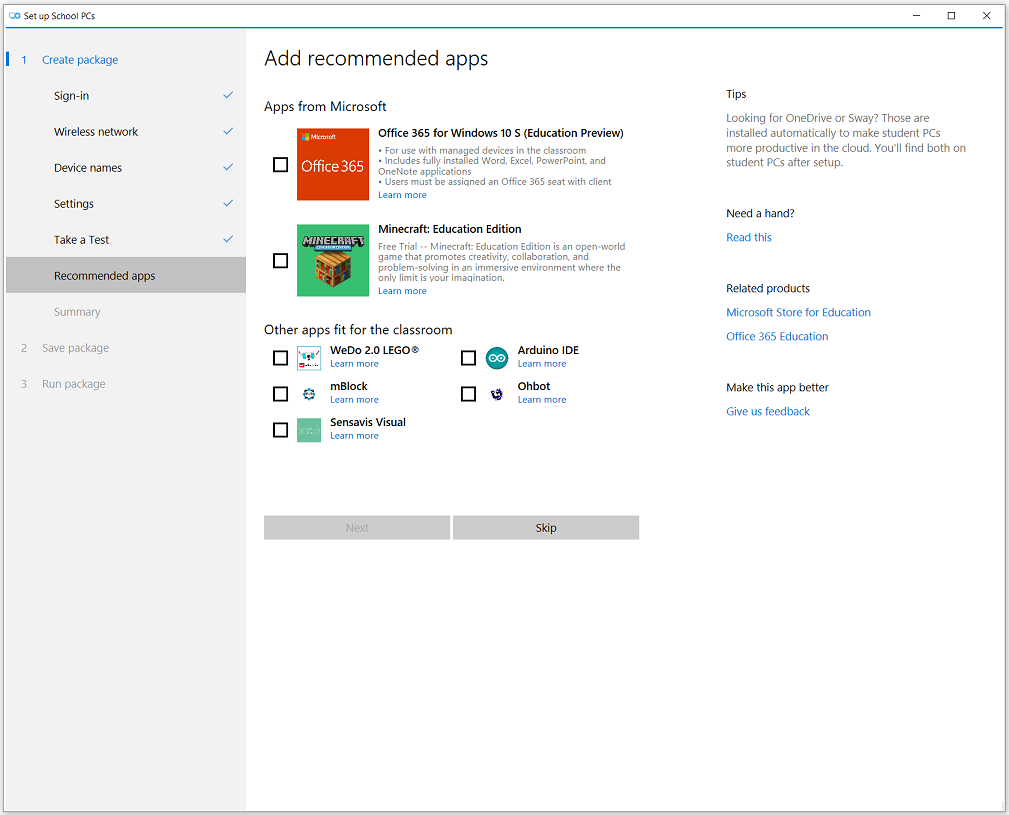 Set up School PCs
1 Create package
Sign-in
Wireless network
Device names
Settings
Take a Test
Recommended apps
Summary
2 Save package
3 Run package
Add recommended apps
Apps from Microsoft
Microsoft
Office 365
Office 365 for Windows 10 S (Education Preview)
• For use with managed devices in the classroom
• Includes fully installed Word, Excel, PowerPoint, and
OneNote applications
• Users must be assigned an Office 365 seat with client
Learn more
MINECRAFT
EDUCATION EDITION
Minecraft: Education Edition
Free Trial -- Minecraft: Education Edition is an open-world
game that promotes creativity, collaboration, and
problem-solving in an immersive environment where the
only limit is your imagination.
Learn more
Other apps fit for the classroom
WeDo 2.0 LEGO®
Learn more
Arduino IDE
Learn more
mBlock
Learn more
Ohbot
Learn more
Sensavis Visual
Learn more
Next
Skip
Tips
Looking for OneDrive or Sway? Those are
installed automatically to make student PCs
more productive in the cloud. You'll find both on
student PCs after setup.
Need a hand?
Read this
Related products
Microsoft Store for Education
Office 365 Education
Make this app better
Give us feedback